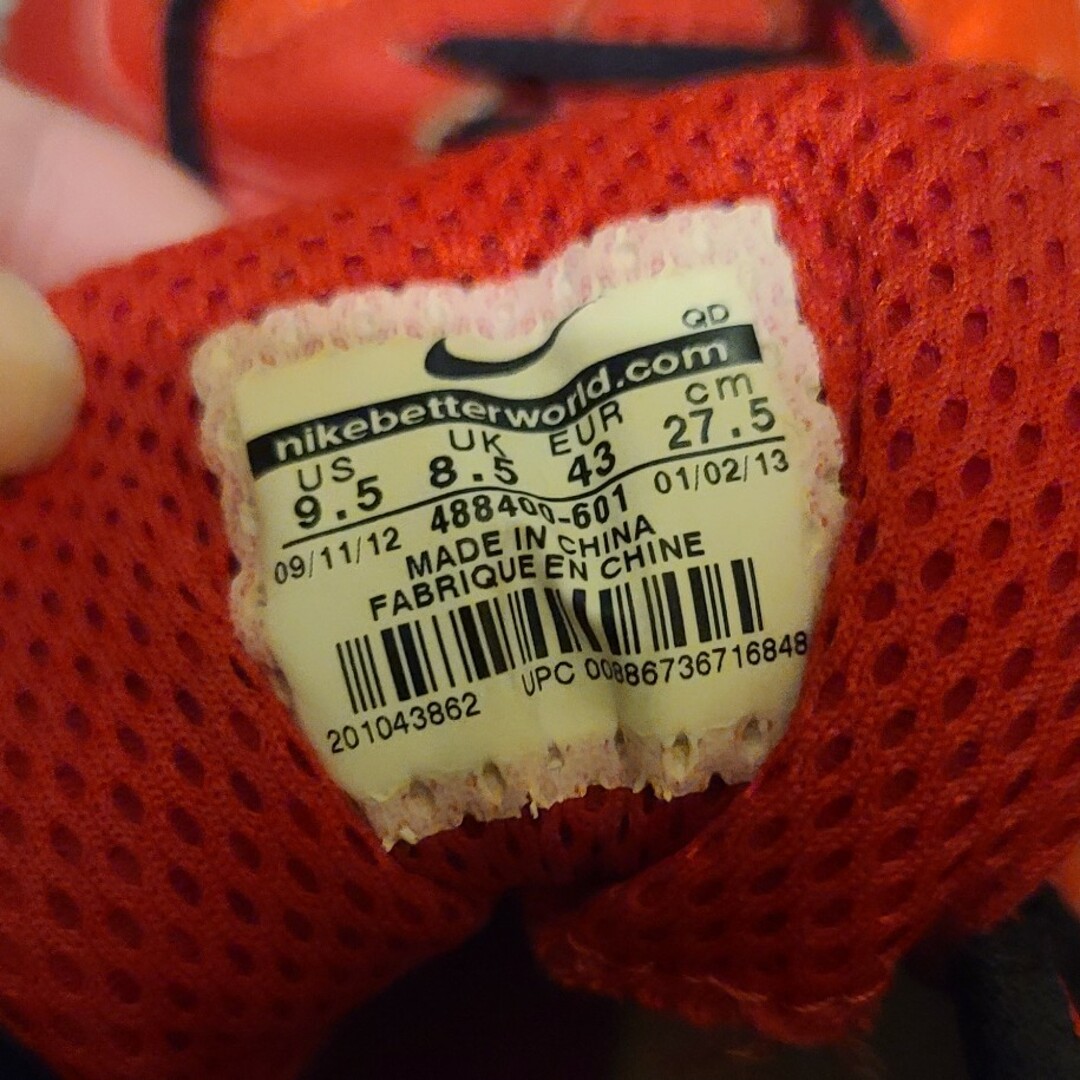 QD
nikebetterworld.com
US UK EUR cm
9.5 8.5 43 27.5
09/11/12 488400-601 01/02/13
MADE IN CHINA
FABRIQUE EN CHINE
201043862 UPC 00886736716848